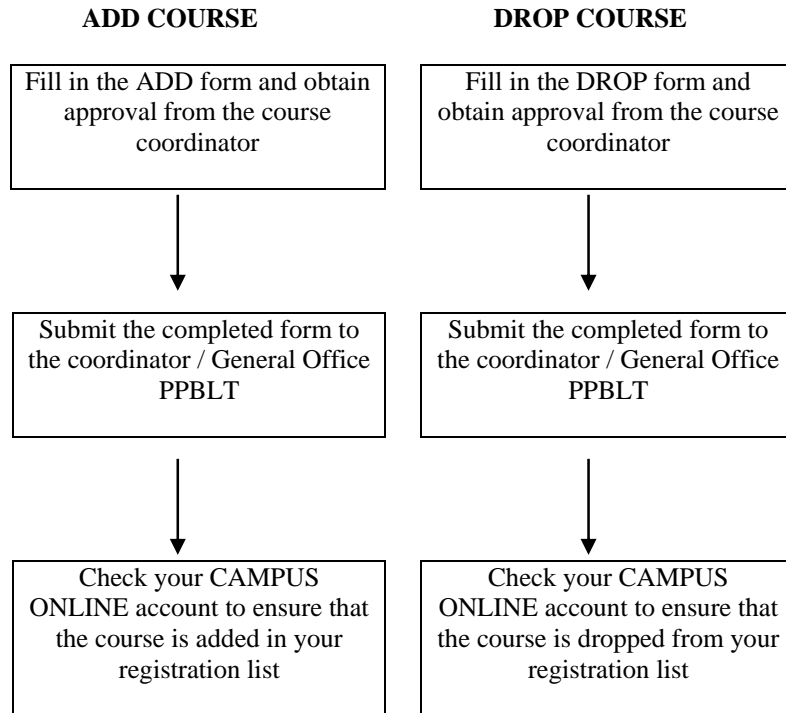 ADD COURSE
Fill in the ADD form and obtain
approval from the course
coordinator
Submit the completed form to
the coordinator / General Office
PPBLT
Check your CAMPUS
ONLINE account to ensure that
the course is added in your
registration list
DROP COURSE
Fill in the DROP form and
obtain approval from the course
coordinator
Submit the completed form to
the coordinator / General Office
PPBLT
Check your CAMPUS
ONLINE account to ensure that
the course is dropped from your
registration list